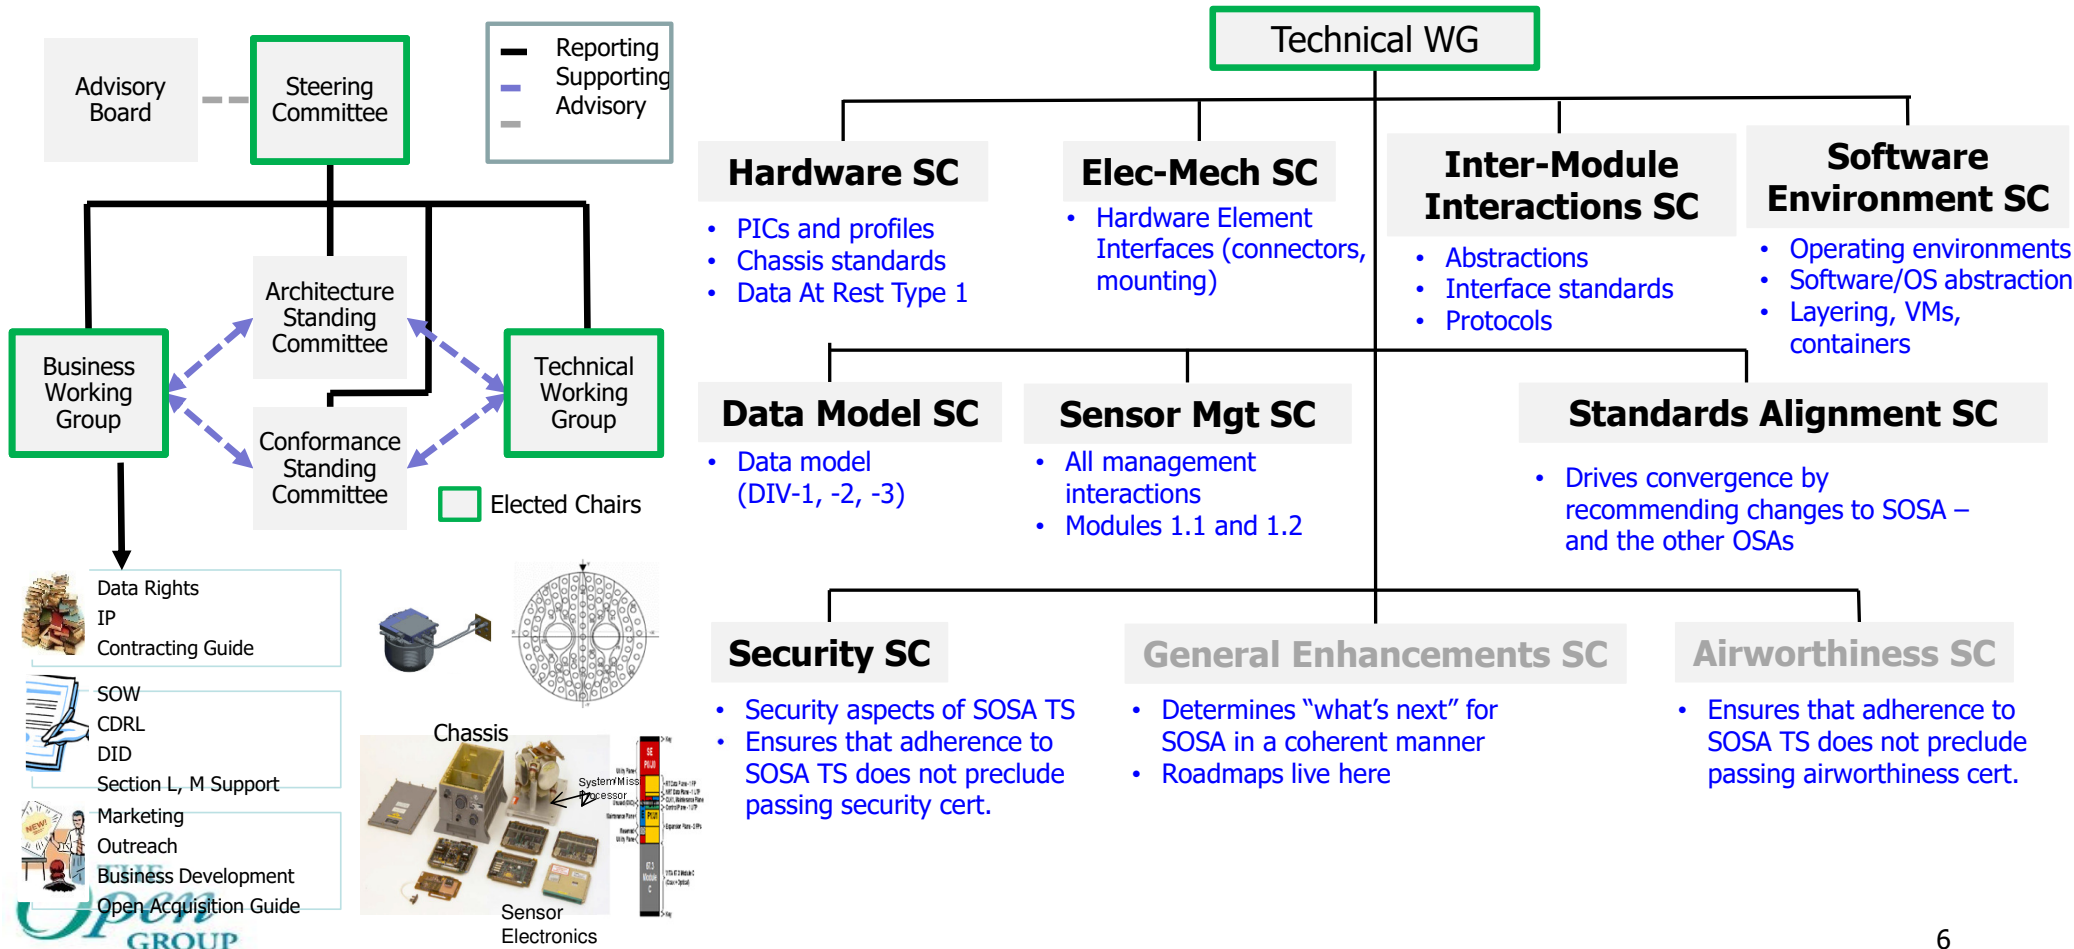 Advisory
Board
Steering
Committee
Reporting
Supporting
Advisory
Architecture
Standing
Committee
Business
Working
Group
Technical
Working
Group
Conformance
Standing
Committee
Elected Chairs
Data Rights
IP
Contracting Guide
SOW
CDRL
DID
Section L, M Support
Marketing
Outreach
Business Development
Open Acquisition Guide
NEW!
THE
Open
GROUP
Chassis
System/Miss
Processor
Sensor
Electronics
Technical WG
Hardware SC
• PICs and profiles
• Chassis standards
• Data At Rest Type 1
Elec-Mech SC
• Hardware Element
Interfaces (connectors,
mounting)
Inter-Module
Interactions SC
• Abstractions
• Interface standards
• Protocols
Software
Environment SC
• Operating environments
• Software/OS abstraction
• Layering, VMs,
containers
Data Model SC
• Data model
(DIV-1, -2, -3)
Sensor Mgt SC
• All management
interactions
• Modules 1.1 and 1.2
Standards Alignment SC
• Drives convergence by
recommending changes to SOSA –
and the other OSAs
Security SC
• Security aspects of SOSA TS
• Ensures that adherence to
SOSA TS does not preclude
passing security cert.
General Enhancements SC
• Determines “what’s next” for
SOSA in a coherent manner
• Roadmaps live here
Airworthiness SC
• Ensures that adherence to
SOSA TS does not preclude
passing airworthiness cert.
6